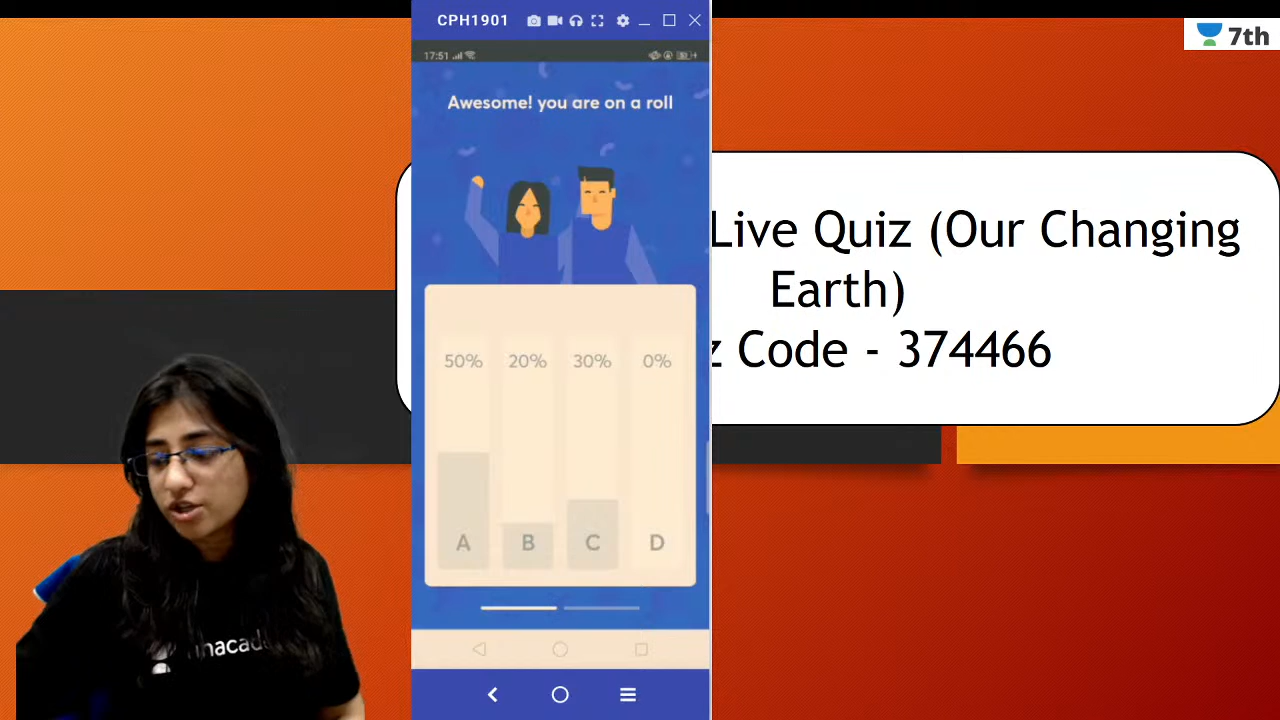 CPH1901
7th
17:51
Awesome! you are on a roll
Live Quiz (Our Changing
Earth)
z Code - 374466
50% 20% 30% 0%
A B C D
nacad